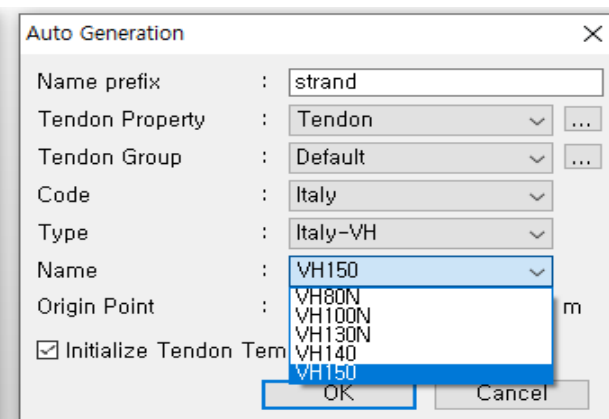 Auto Generation
Name prefix : strand
Tendon Property : Tendon ...
Tendon Group : Default ...
Code : Italy
Type : Italy-VH
Name : VH150
Origin Point : m
VH80N
VH100N
VH130N
VH140
VH150
Initialize Tendon Tem
OK Cancel